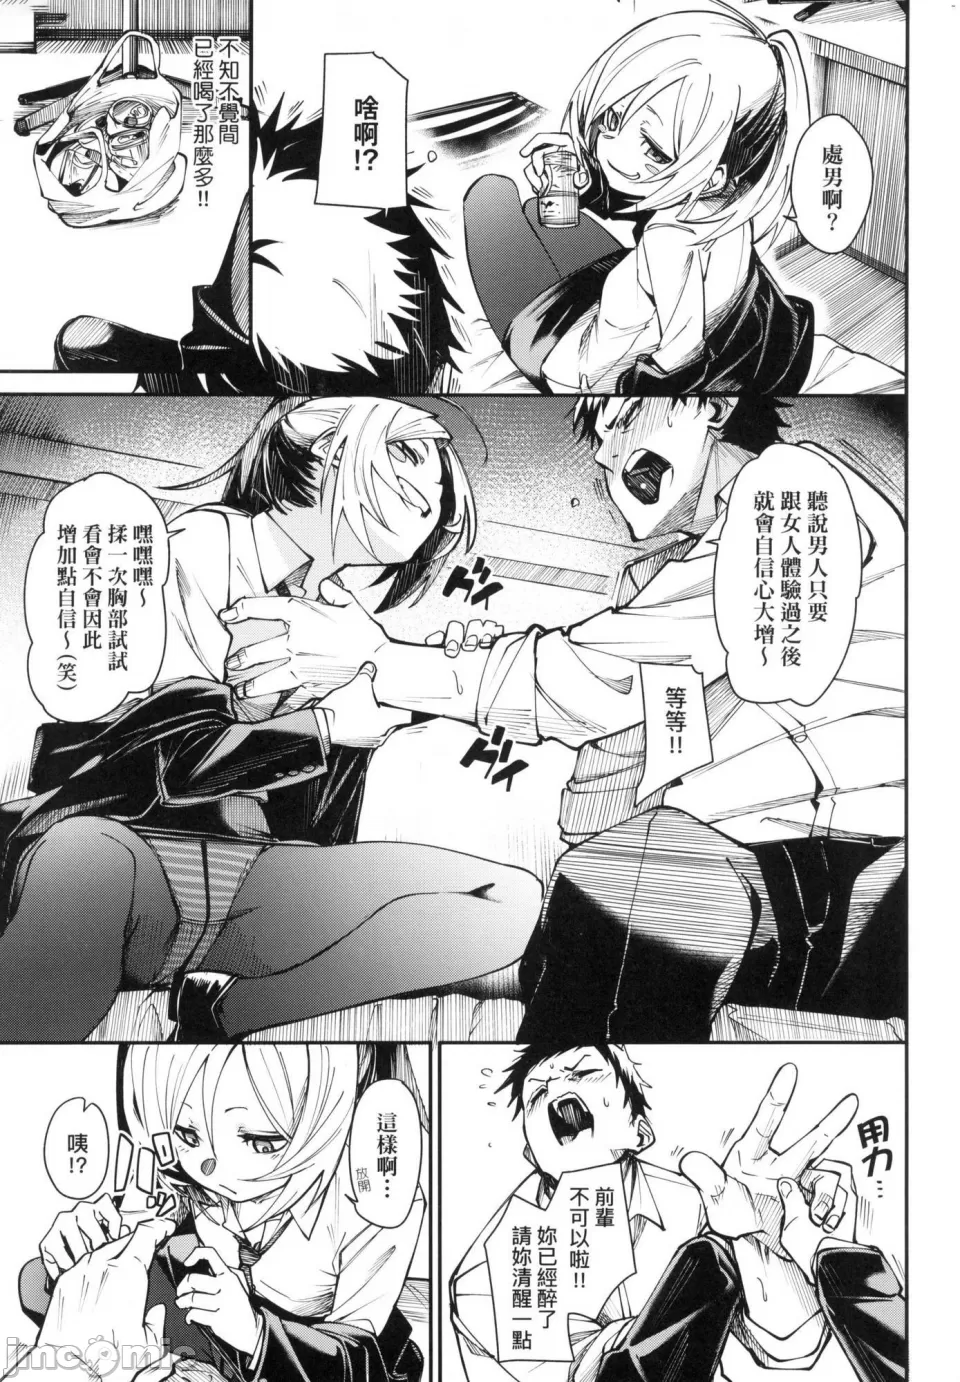 處男啊?
啥啊!?
不知不覺間
已經喝了那麼多!!
聽說男人只要
跟女人體驗過之後
就會自信心大增～
等等!!
嘿嘿嘿～
揉一次胸部試試
看會不會因此
增加點自信～(笑)
ドキ
ドキ
用力
前輩
不可以啦!!
妳已經醉了
請妳清醒一點
這樣啊…
放開
咦!?
jmcomic